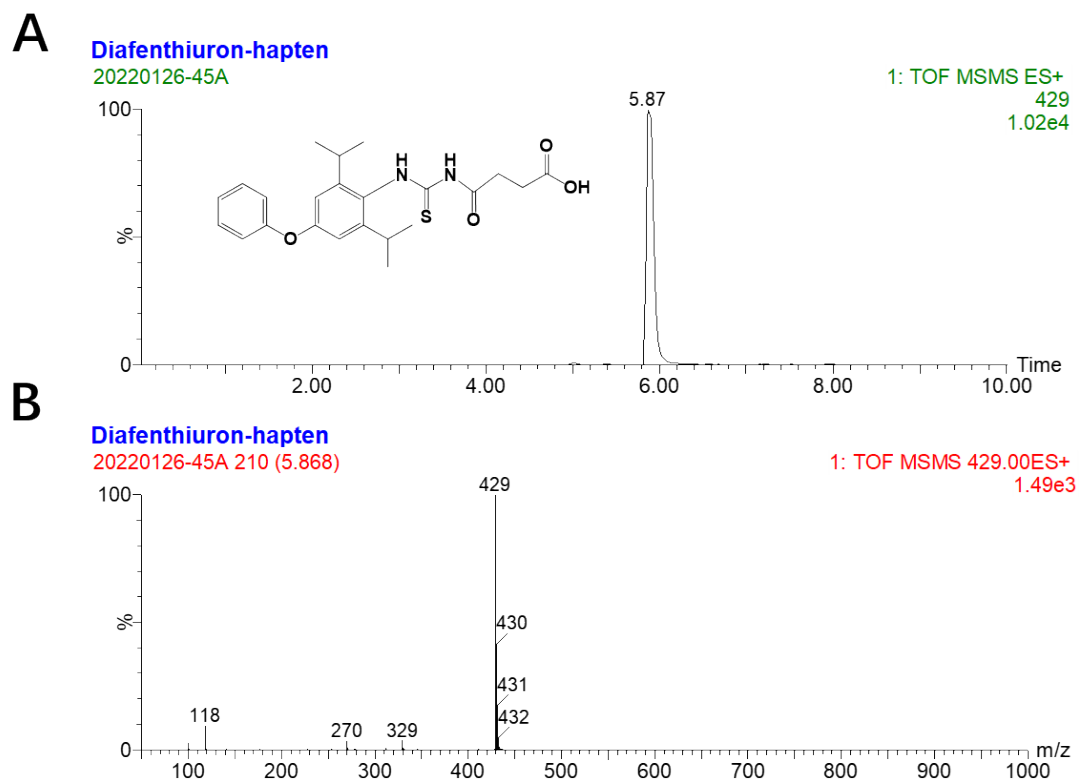 A
Diafenthiuron-hapten
20220126-45A
1: TOF MSMS ES+
429
1.02e4
100
%
0
5.87
H
N
H
N
O
OH
S
O
O
2.00
4.00
6.00
8.00
10.00
Time
B
Diafenthiuron-hapten
20220126-45A 210 (5.868)
1: TOF MSMS 429.00ES+
1.49e3
100
%
0
429
430
431
432
118
270
329
100
200
300
400
500
600
700
800
900
1000
m/z